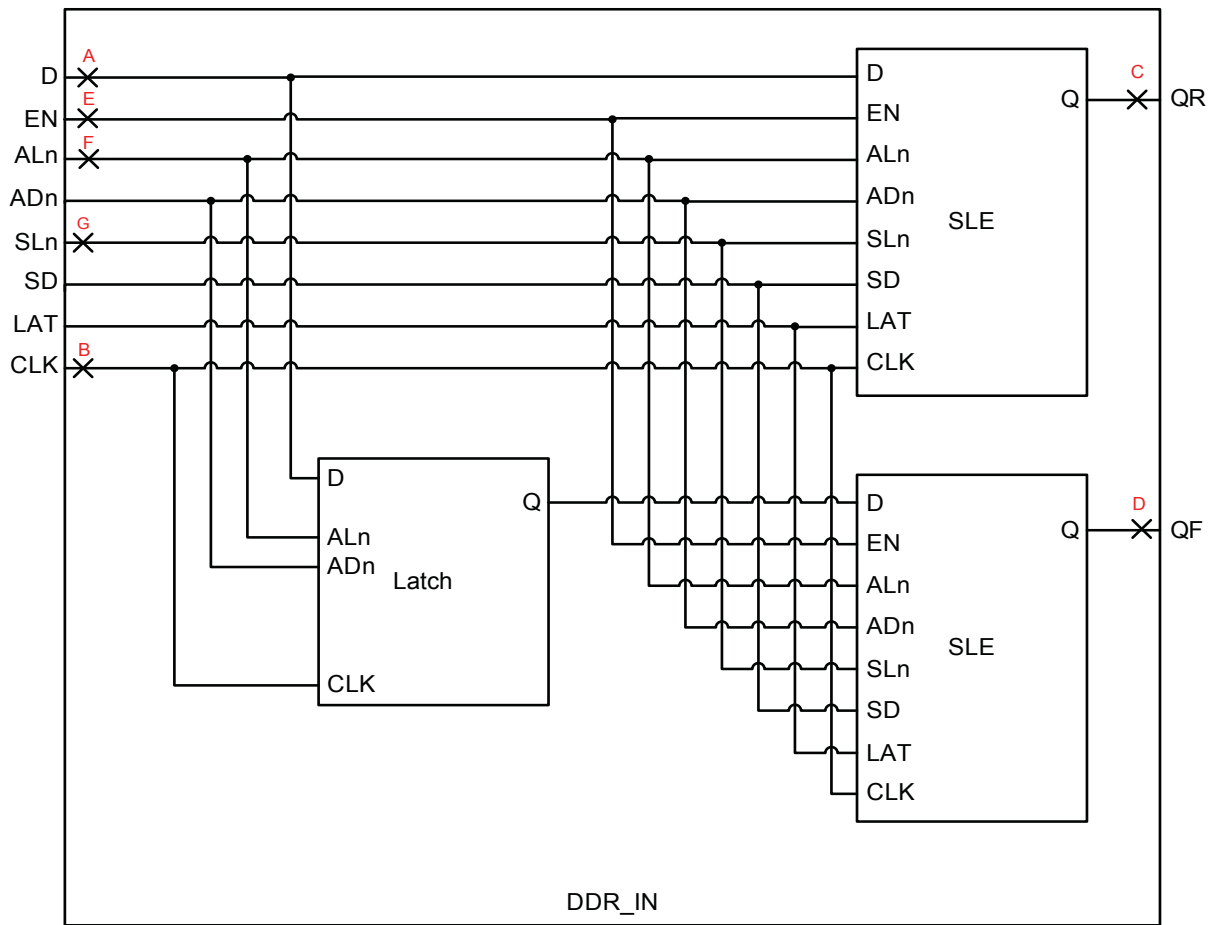 A
D
E
EN
F
ALn
ADn
G
SLn
SD
LAT
B
CLK
D
EN
ALn
ADn
SLn
SD
LAT
CLK
SLE
Q
C
QR
D
ALn
ADn
CLK
Latch
Q
D
EN
ALn
ADn
SLn
SD
LAT
CLK
SLE
Q
D
QF
DDR_IN